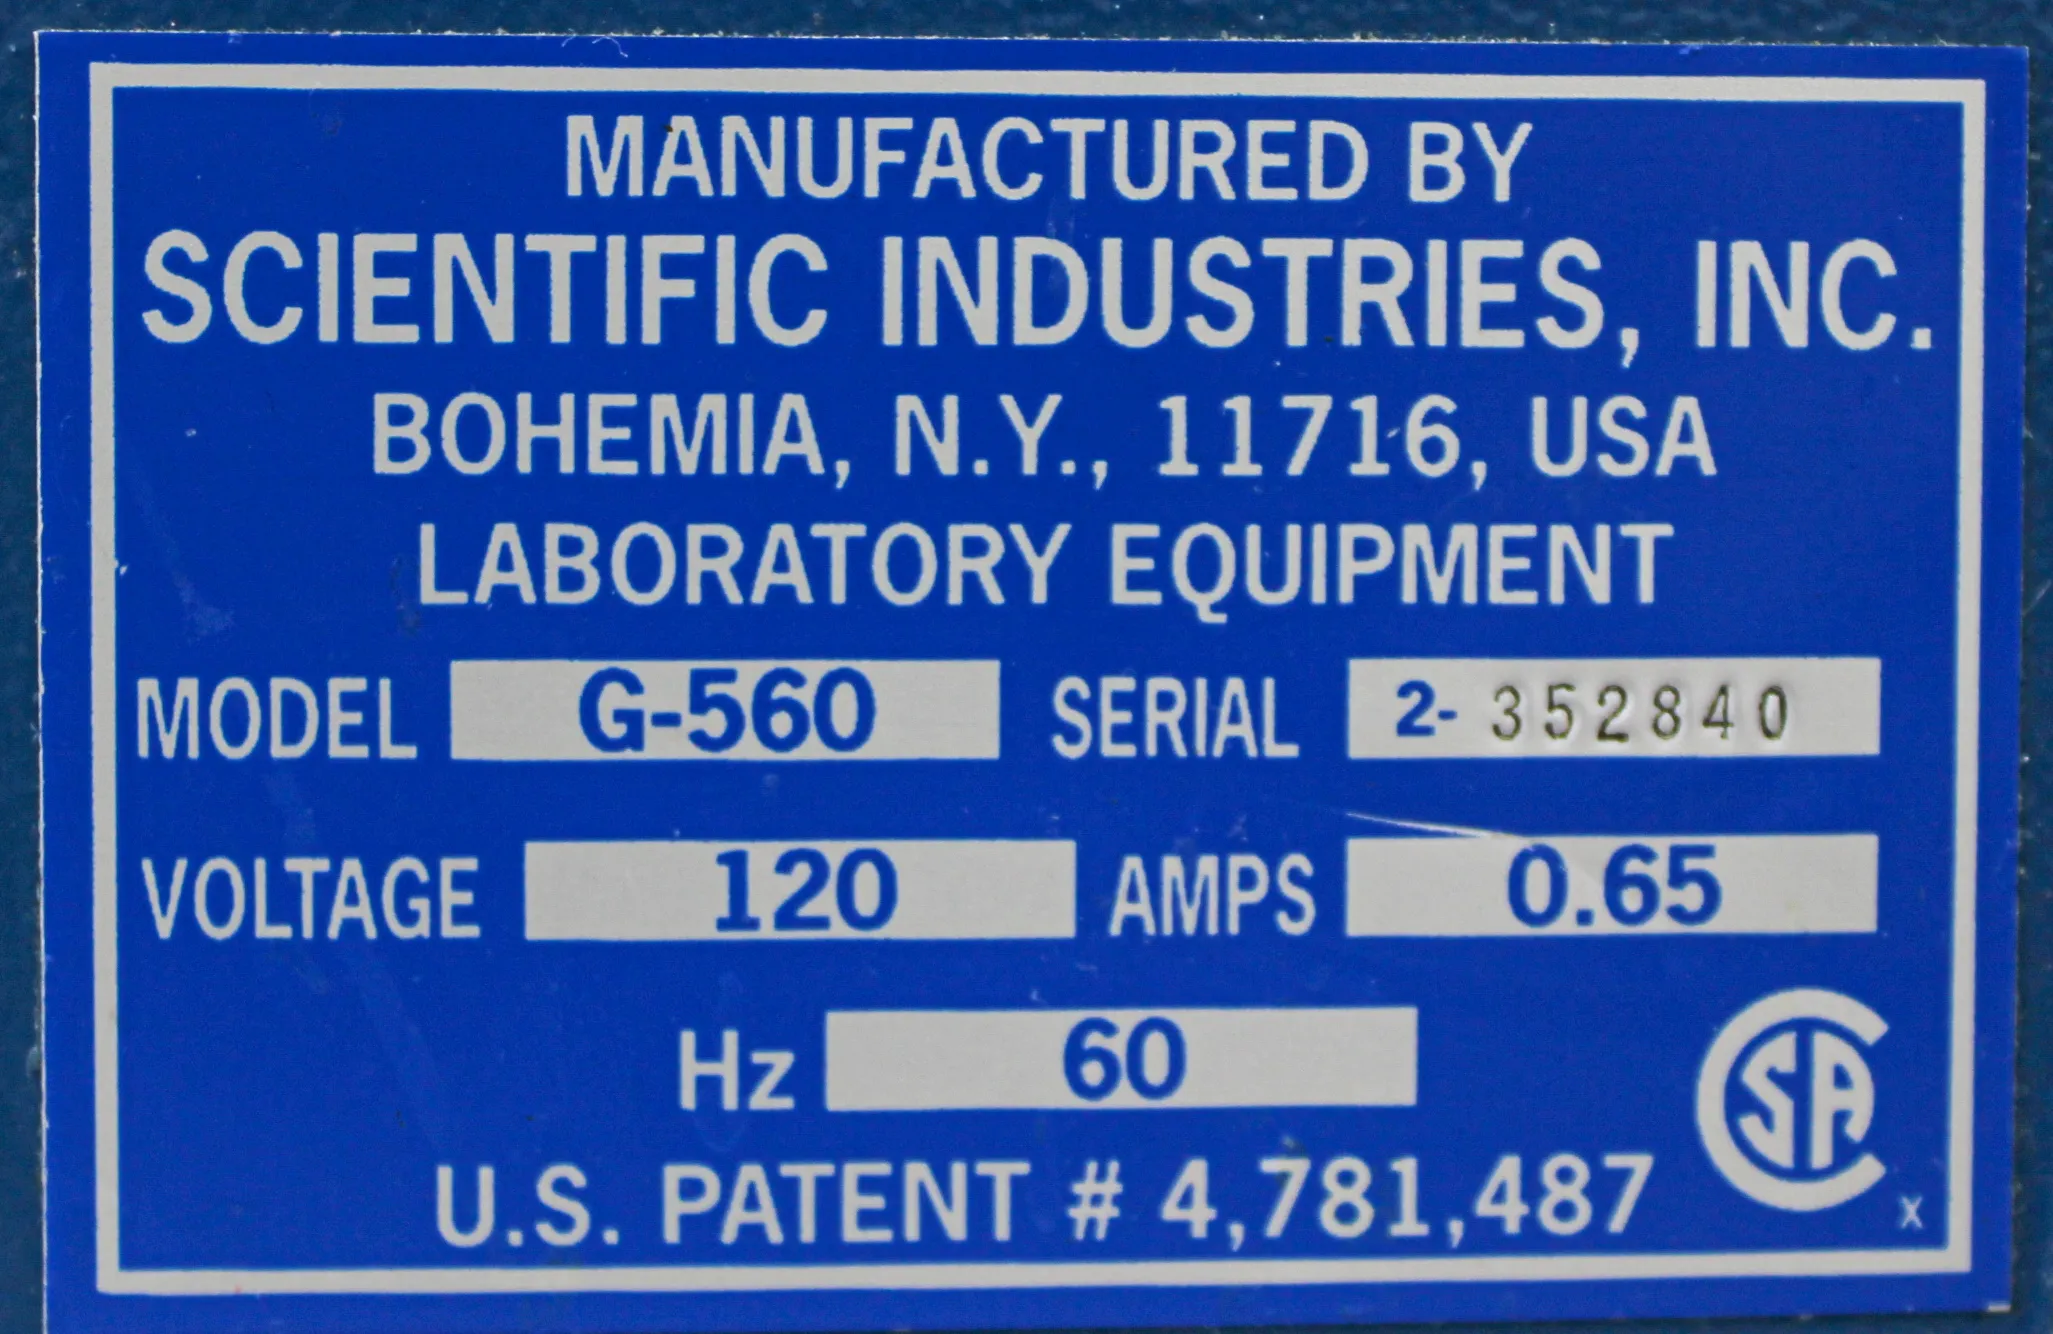 MANUFACTURED BY
SCIENTIFIC INDUSTRIES, INC.
BOHEMIA, N.Y., 11716, USA
LABORATORY EQUIPMENT
MODEL G-560 SERIAL 2- 352840
VOLTAGE 120 AMPS 0.65
Hz 60
CSA
U.S. PATENT # 4,781,487 X